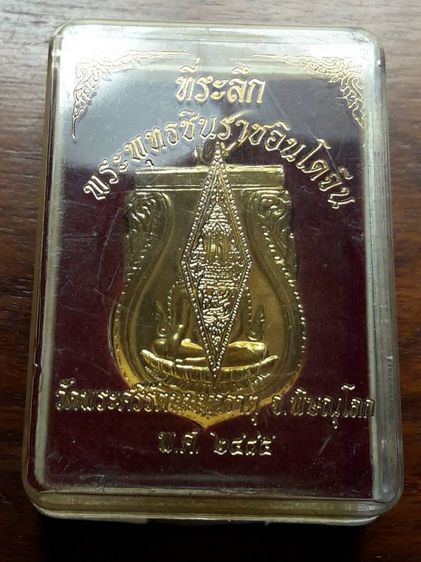 ที่ระลึก
พระพุทธชินราชอินโดจีน
วัดพระศรีรัตนมหาธาตุ จ.พิษณุโลก
พ.ศ. ๒๔๘๕